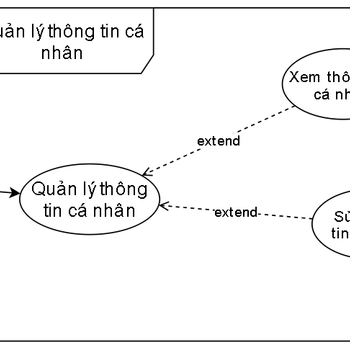 uản lý thông tin cá
nhân
Xem thô
cá nh
extend
Quản lý thông
tin cá nhân
extend
Sử
tin